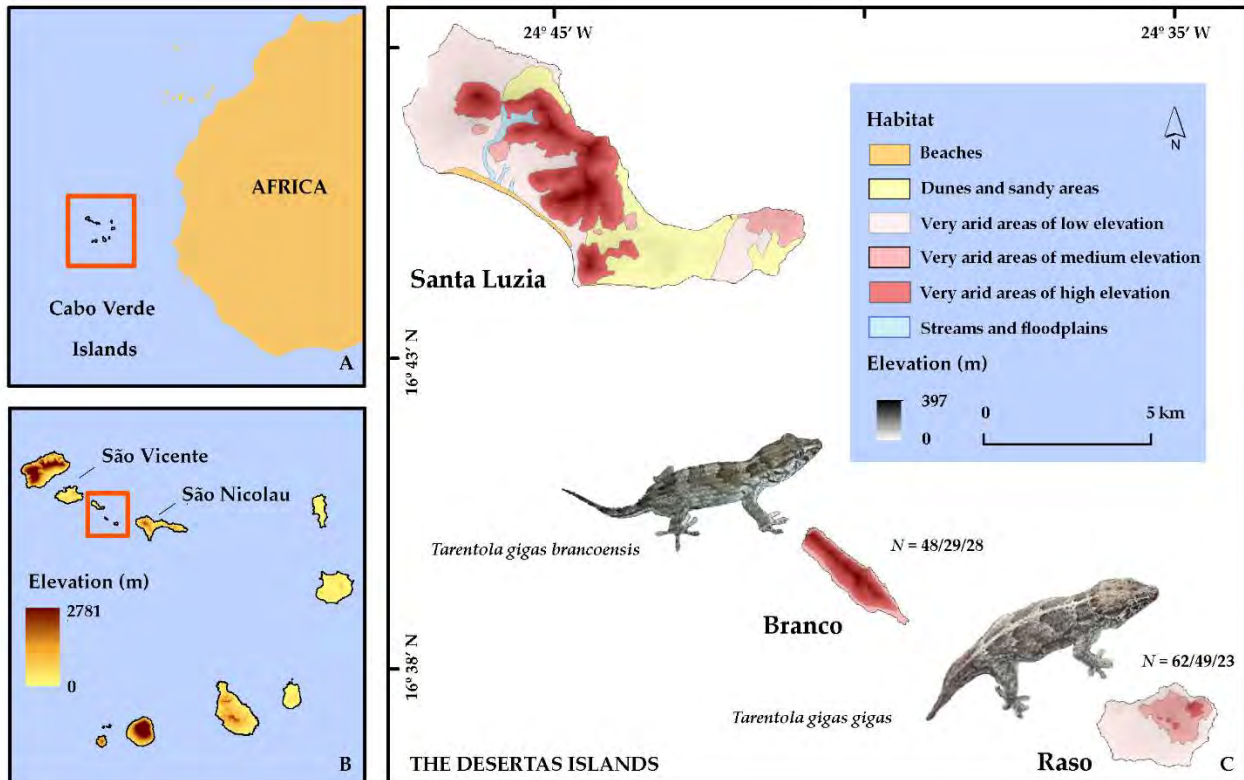 AFRICA
Cabo Verde
Islands
A
São Vicente
São Nicolau
Elevation (m)
2781
0
B
24° 45' W
24° 35' W
16° 43' N
16° 38' N
Santa Luzia
Habitat
N
Beaches
Dunes and sandy areas
Very arid areas of low elevation
Very arid areas of medium elevation
Very arid areas of high elevation
Streams and floodplains
Elevation (m)
397
0
0
5 km
Tarentola gigas brancoensis
N = 48/29/28
Branco
N = 62/49/23
Tarentola gigas gigas
Raso
THE DESERTAS ISLANDS
C